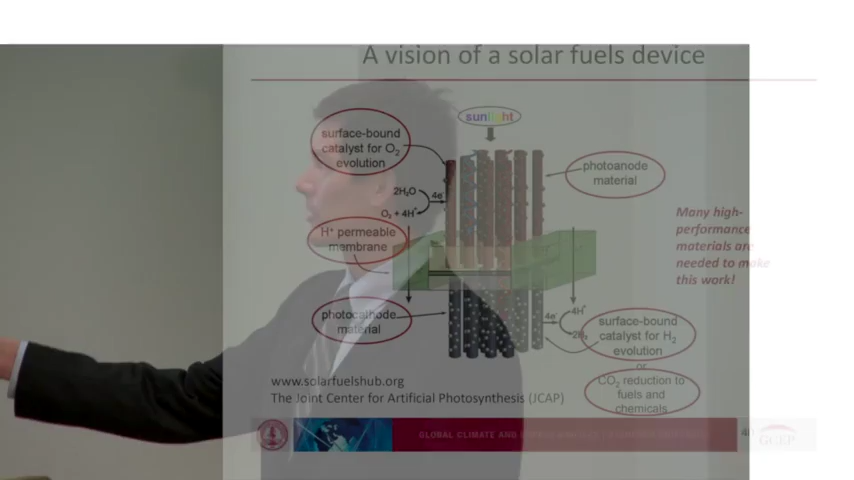 A vision of a solar fuels device
sunlight
surface-bound
catalyst for O₂
evolution
photoanode
material
2H₂O
4e⁻
O₂ + 4H⁺
H⁺ permeable
membrane
Many high-
performance
materials are
needed to make
this work!
photocathode
material
4e⁻
4H⁺
2H₂
surface-bound
catalyst for H₂
evolution
or
CO₂ reduction to
fuels and
chemicals
www.solarfuelshub.org
The Joint Center for Artificial Photosynthesis (JCAP)
GLOBAL CLIMATE AND
GCEP